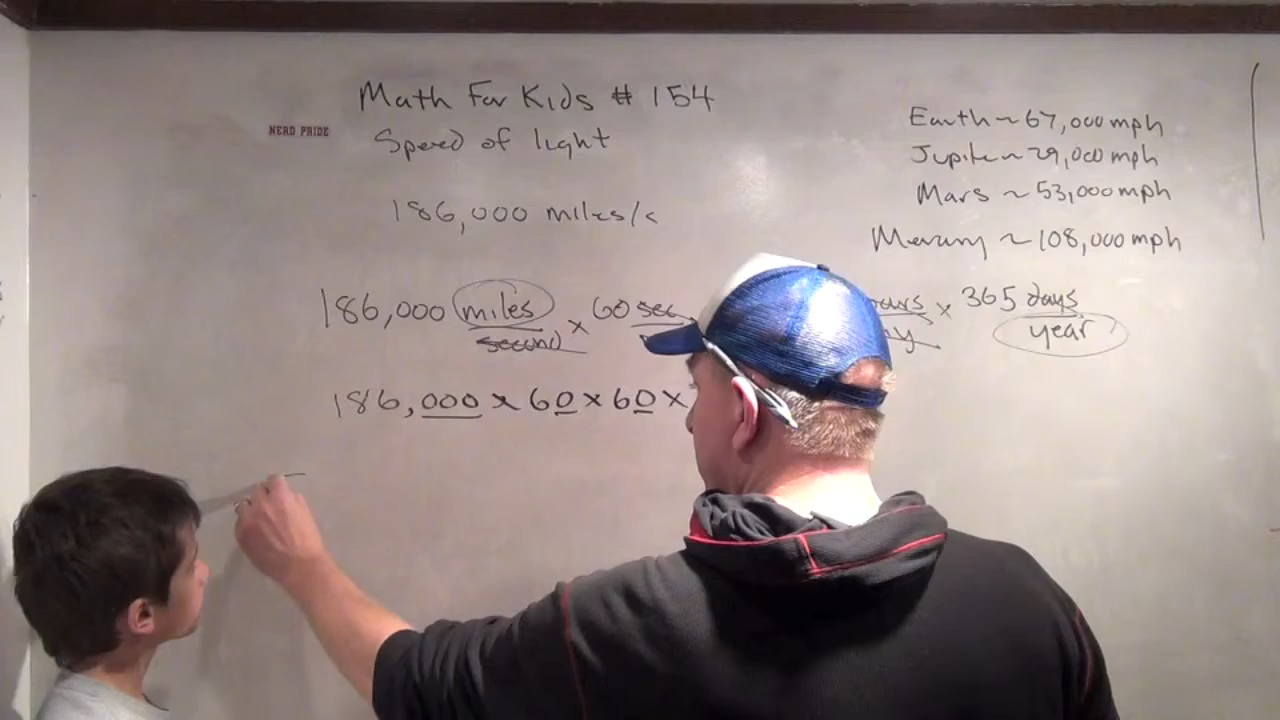 Math For Kids # 154
NERD PRIDE
Speed of light
186,000 miles/s
Earth ~ 67,000 mph
Jupiter ~ 29,000 mph
Mars ~ 53,000 mph
Mercury ~ 108,000 mph
186,000 miles/second × 60 sec × 365 days/year
186,000 × 60 × 60 ×